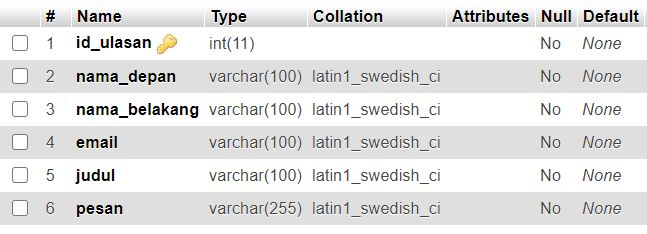 # Name Type Collation Attributes Null Default
1 id_ulasan int(11) No None
2 nama_depan varchar(100) latin1_swedish_ci No None
3 nama_belakang varchar(100) latin1_swedish_ci No None
4 email varchar(100) latin1_swedish_ci No None
5 judul varchar(100) latin1_swedish_ci No None
6 pesan varchar(255) latin1_swedish_ci No None